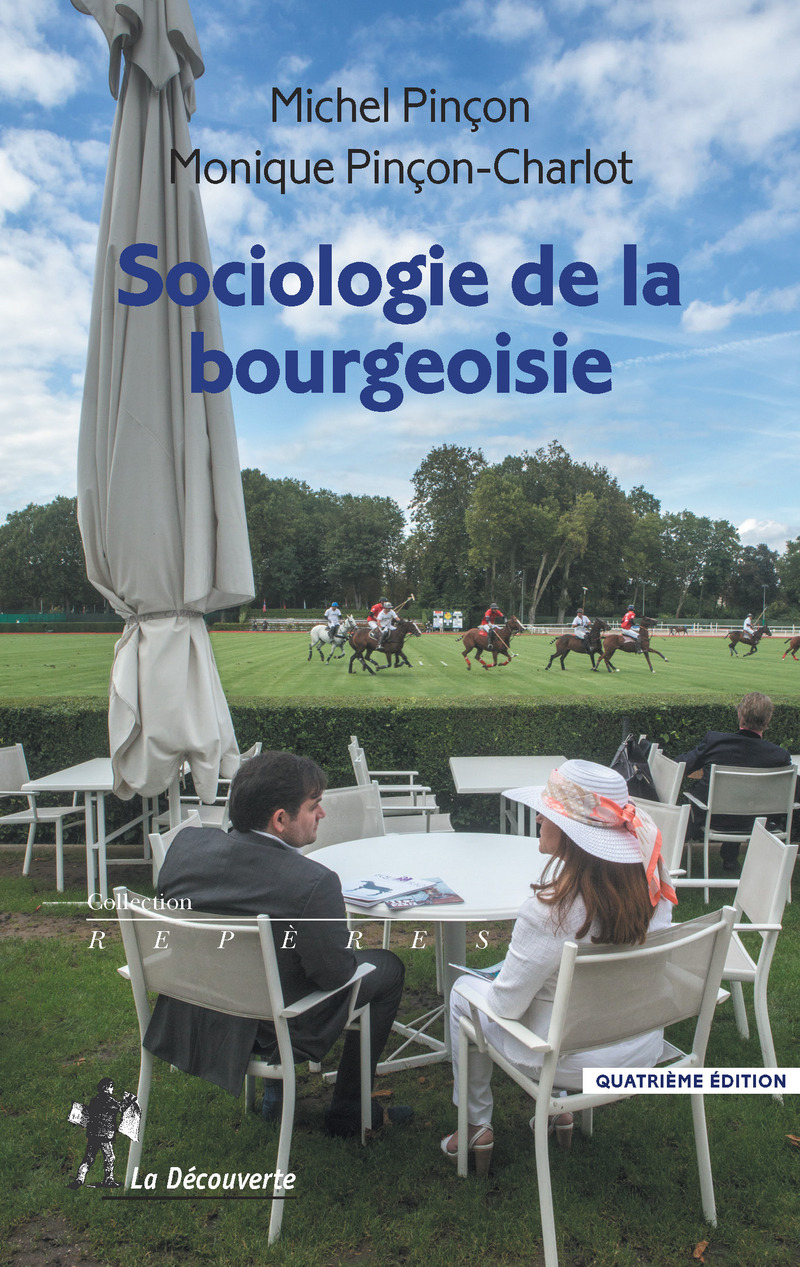 Michel Pinçon
Monique Pinçon-Charlot
Sociologie de la
bourgeoisie
Collection
REPÈRES
QUATRIÈME ÉDITION
La Découverte